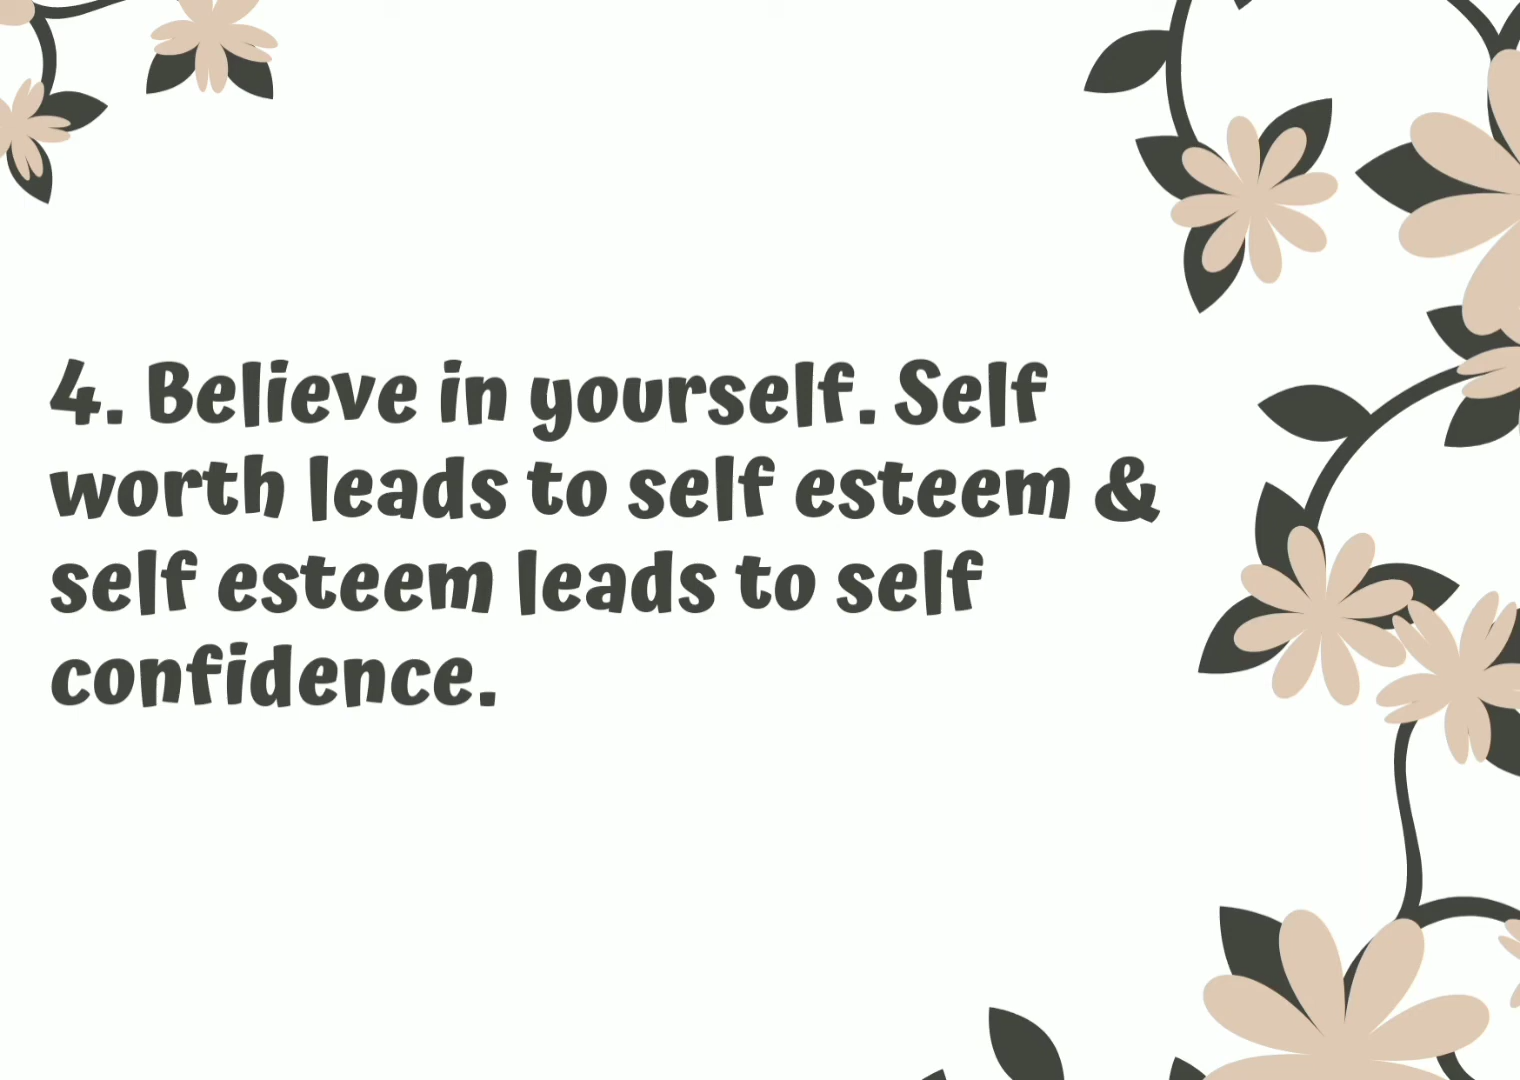 4. Believe in yourself. Self
worth leads to self esteem &
self esteem leads to self
confidence.